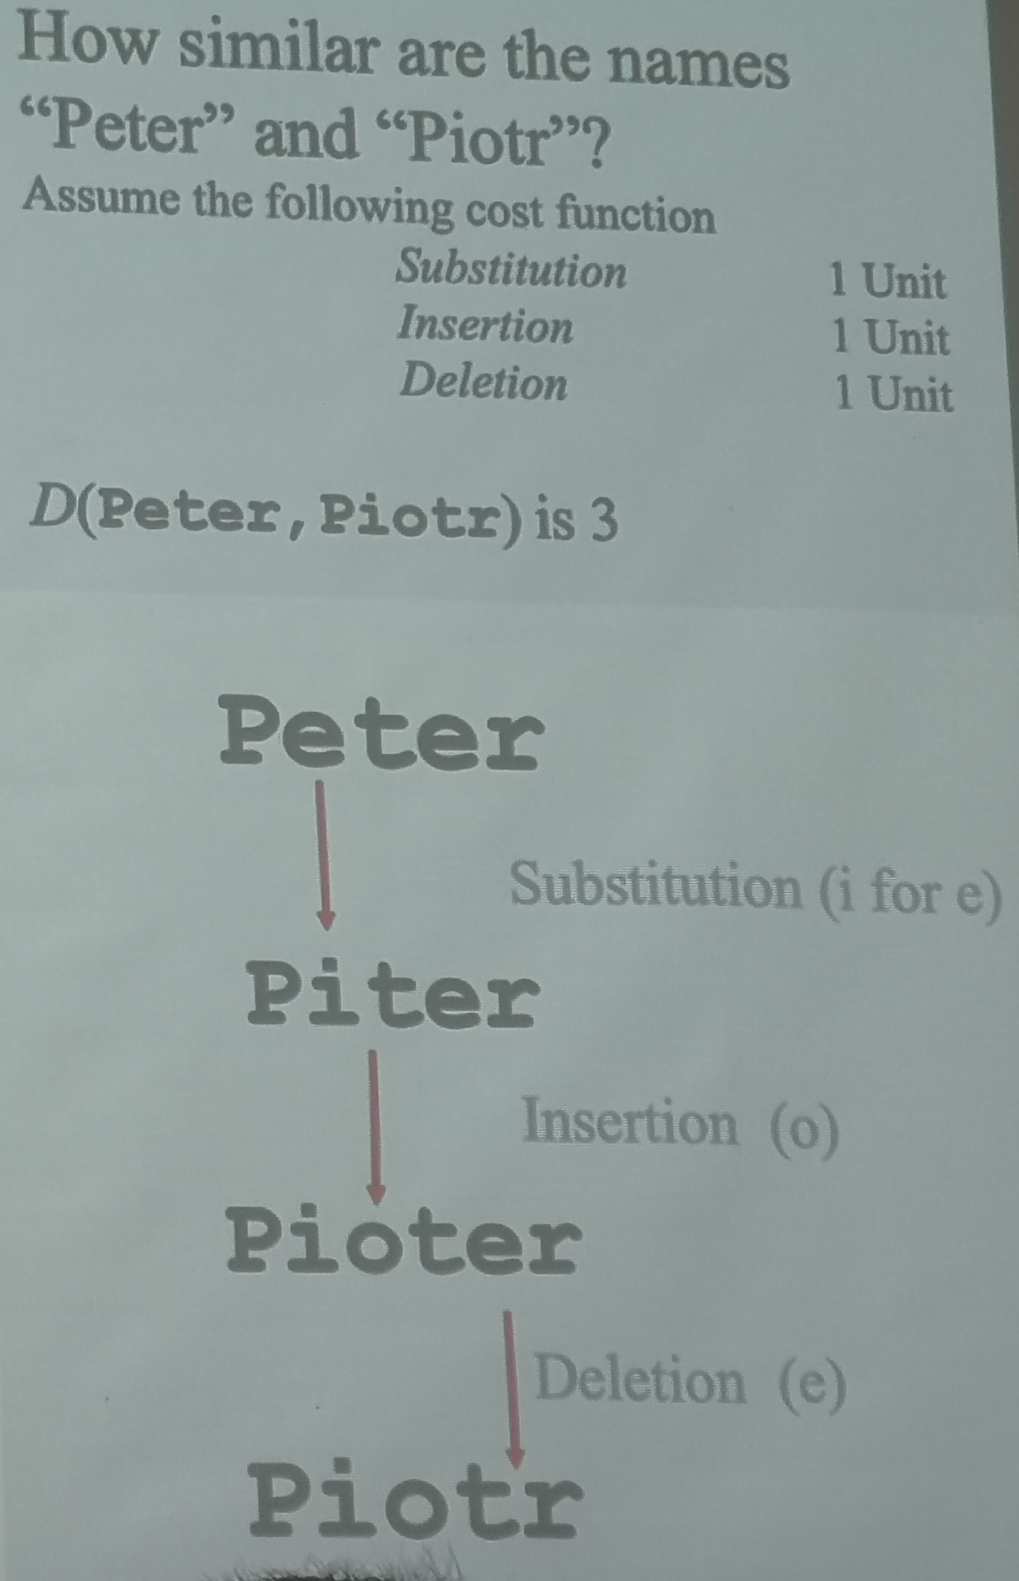 How similar are the names
“Peter” and “Piotr”?
Assume the following cost function
Substitution 1 Unit
Insertion 1 Unit
Deletion 1 Unit
D(Peter,Piotr) is 3
Peter
Substitution (i for e)
Piter
Insertion (o)
Pioter
Deletion (e)
Piotr